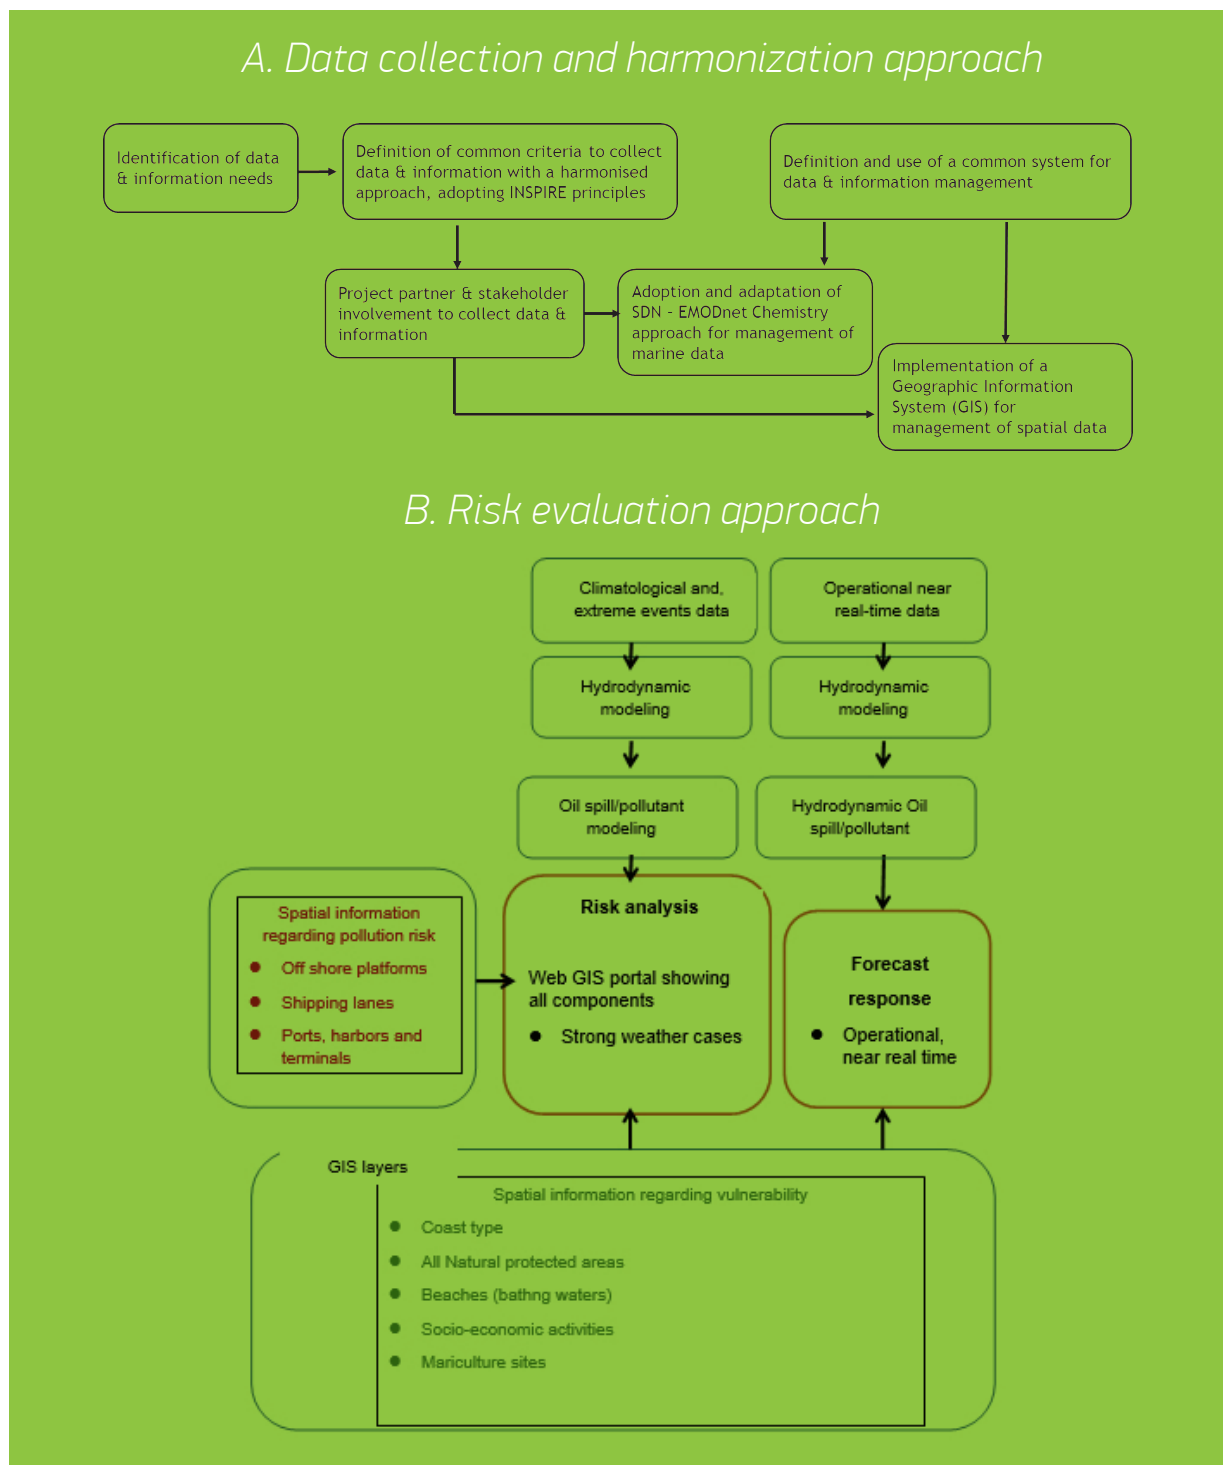 A. Data collection and harmonization approach
Identification of data
& information needs
Definition of common criteria to collect
data & information with a harmonised
approach, adopting INSPIRE principles
Definition and use of a common system for
data & information management
Project partner & stakeholder
involvement to collect data &
information
Adoption and adaptation of
SDN - EMODnet Chemistry
approach for management of
marine data
Implementation of a
Geographic Information
System (GIS) for
management of spatial data
B. Risk evaluation approach
Climatological and,
extreme events data
Operational near
real-time data
Hydrodynamic
modeling
Hydrodynamic
modeling
Oil spill/pollutant
modeling
Hydrodynamic Oil
spill/pollutant
Spatial information
regarding pollution risk
● Off shore platforms
● Shipping lanes
● Ports, harbors and
terminals
Risk analysis
Web GIS portal showing
all components
● Strong weather cases
Forecast
response
● Operational,
near real time
GIS layers
Spatial information regarding vulnerability
● Coast type
● All Natural protected areas
● Beaches (bathng waters)
● Socio-economic activities
● Mariculture sites